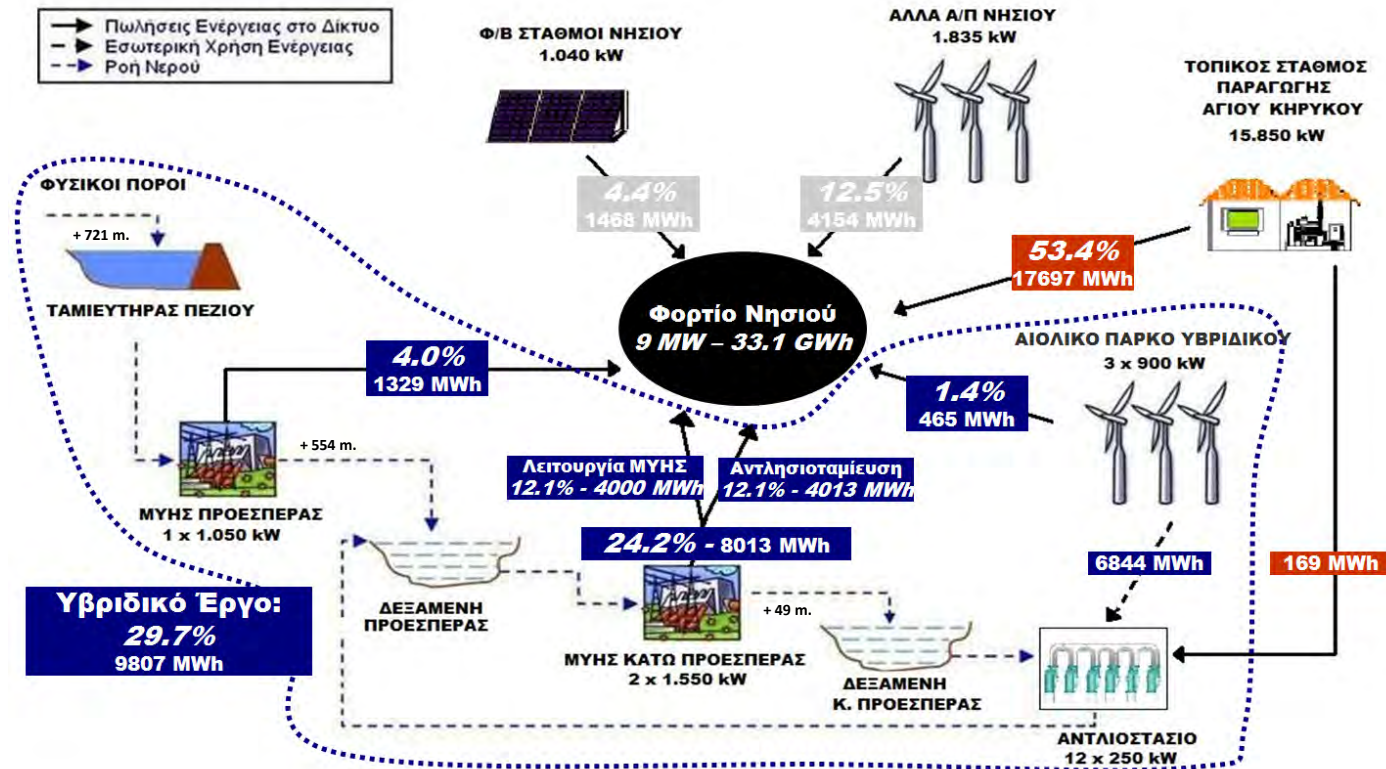 Πωλήσεις Ενέργειας στο Δίκτυο
Εσωτερική Χρήση Ενέργειας
Ροή Νερού
Φ/Β ΣΤΑΘΜΟΙ ΝΗΣΙΟΥ
1.040 kW
ΑΛΛΑ Α/Π ΝΗΣΙΟΥ
1.835 kW
ΤΟΠΙΚΟΣ ΣΤΑΘΜΟΣ
ΠΑΡΑΓΩΓΗΣ
ΑΓΙΟΥ ΚΗΡΥΚΟΥ
15.850 kW
4.4%
1468 MWh
12.5%
4154 MWh
53.4%
17697 MWh
ΦΥΣΙΚΟΙ ΠΟΡΟΙ
+ 721 m.
ΤΑΜΙΕΥΤΗΡΑΣ ΠΕΖΙΟΥ
Φορτίο Νησιού
9 MW – 33.1 GWh
4.0%
1329 MWh
ΑΙΟΛΙΚΟ ΠΑΡΚΟ ΥΒΡΙΔΙΚΟΥ
3 x 900 kW
1.4%
465 MWh
+ 554 m.
ΜΥΗΣ ΠΡΟΕΣΠΕΡΑΣ
1 x 1.050 kW
Λειτουργία ΜΥΗΣ
12.1% - 4000 MWh
Αντλησιοταμίευση
12.1% - 4013 MWh
24.2% - 8013 MWh
6844 MWh
169 MWh
Υβριδικό Έργο:
29.7%
9807 MWh
ΔΕΞΑΜΕΝΗ
ΠΡΟΕΣΠΕΡΑΣ
+ 49 m.
ΜΥΗΣ ΚΑΤΩ ΠΡΟΕΣΠΕΡΑΣ
2 x 1.550 kW
ΔΕΞΑΜΕΝΗ
Κ. ΠΡΟΕΣΠΕΡΑΣ
ΑΝΤΛΙΟΣΤΑΣΙΟ
12 x 250 kW